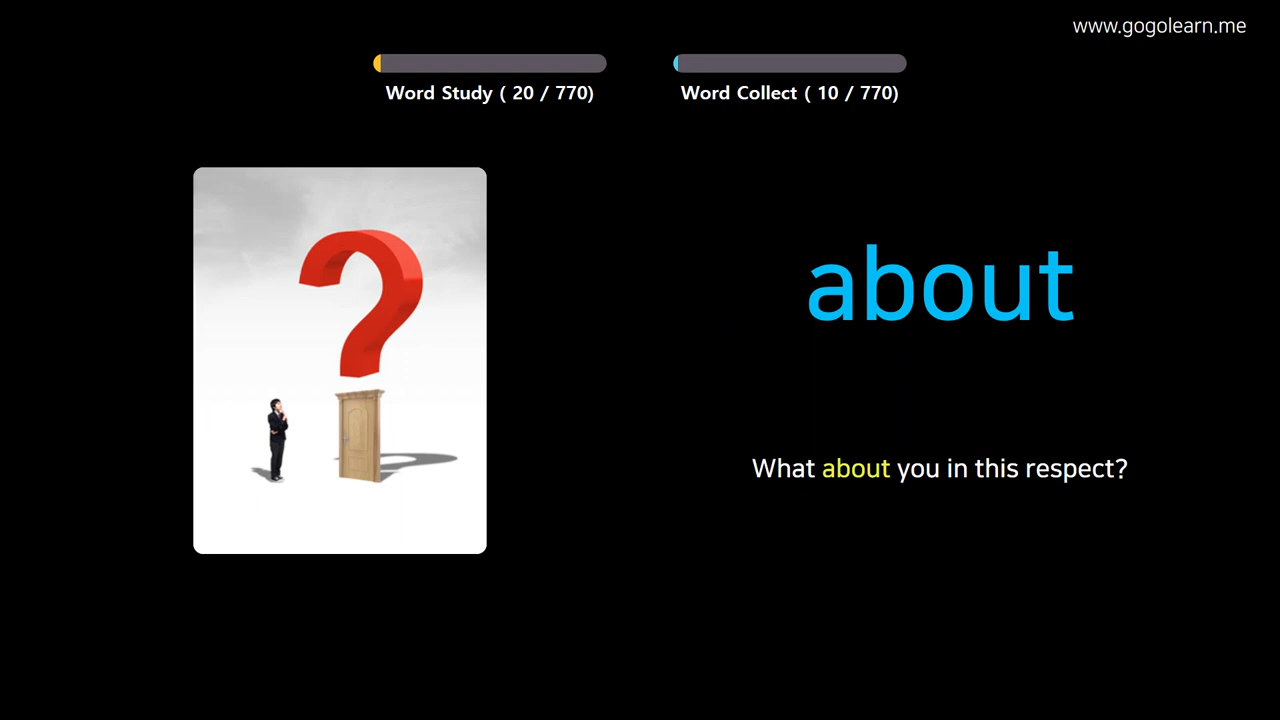 www.gogolearn.me
Word Study ( 20 / 770)
Word Collect ( 10 / 770)
about
What about you in this respect?